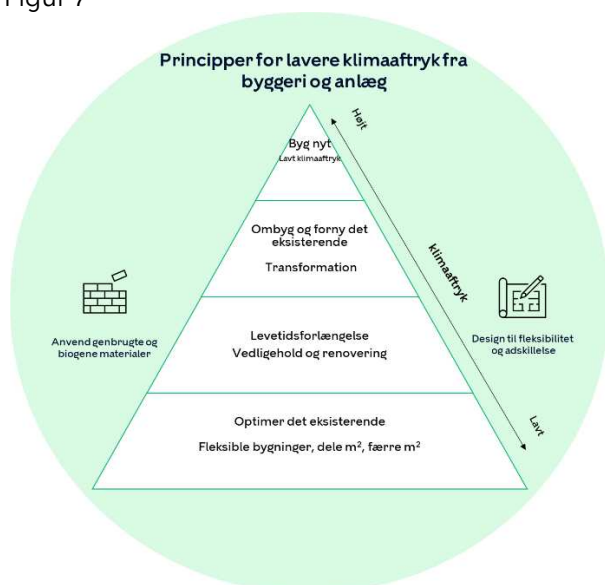 Figur 7
Principper for lavere klimaaftryk fra
byggeri og anlæg
Højt
Byg nyt
Lavt klimaaftryk
Ombyg og forny det
eksisterende
Transformation
klimaaftryk
Anvend genbrugte og
biogene materialer
Levetidsforlængelse
Vedligehold og renovering
Design til fleksibilitet
og adskillelse
Lavt
Optimer det eksisterende
Fleksible bygninger, dele m², færre m²